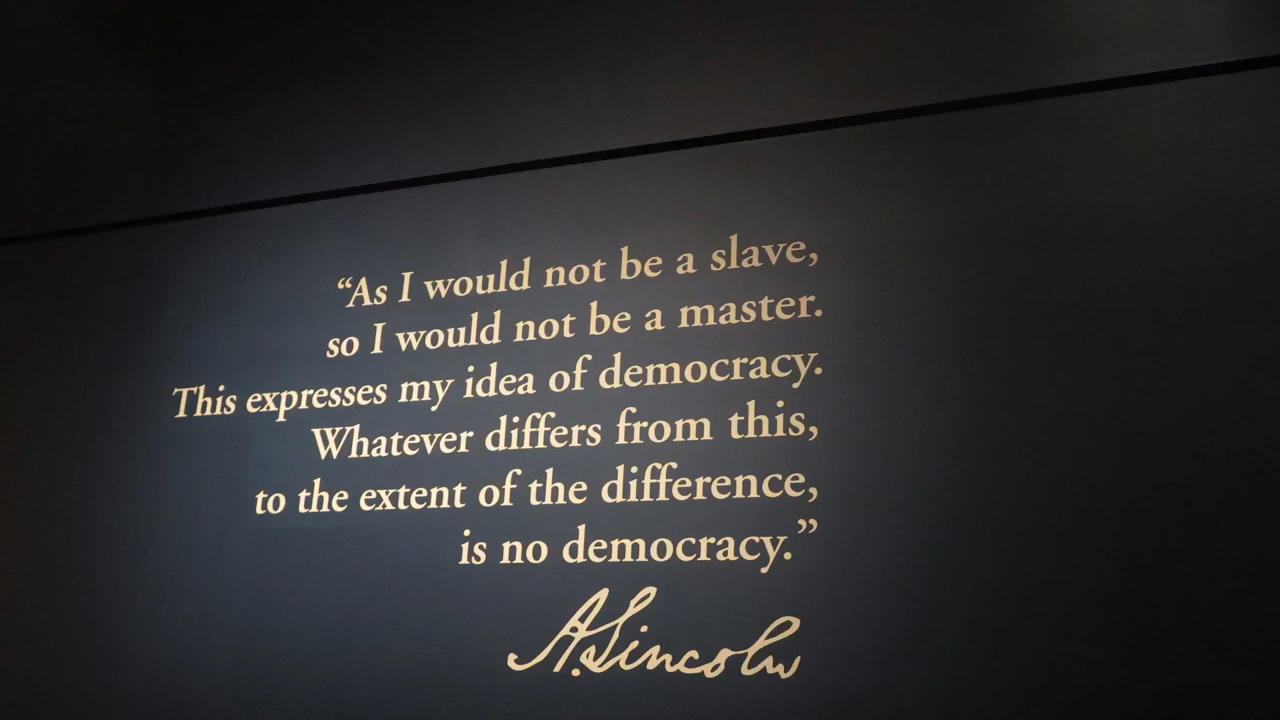 “As I would not be a slave,
so I would not be a master.
This expresses my idea of democracy.
Whatever differs from this,
to the extent of the difference,
is no democracy.”
A. Lincoln